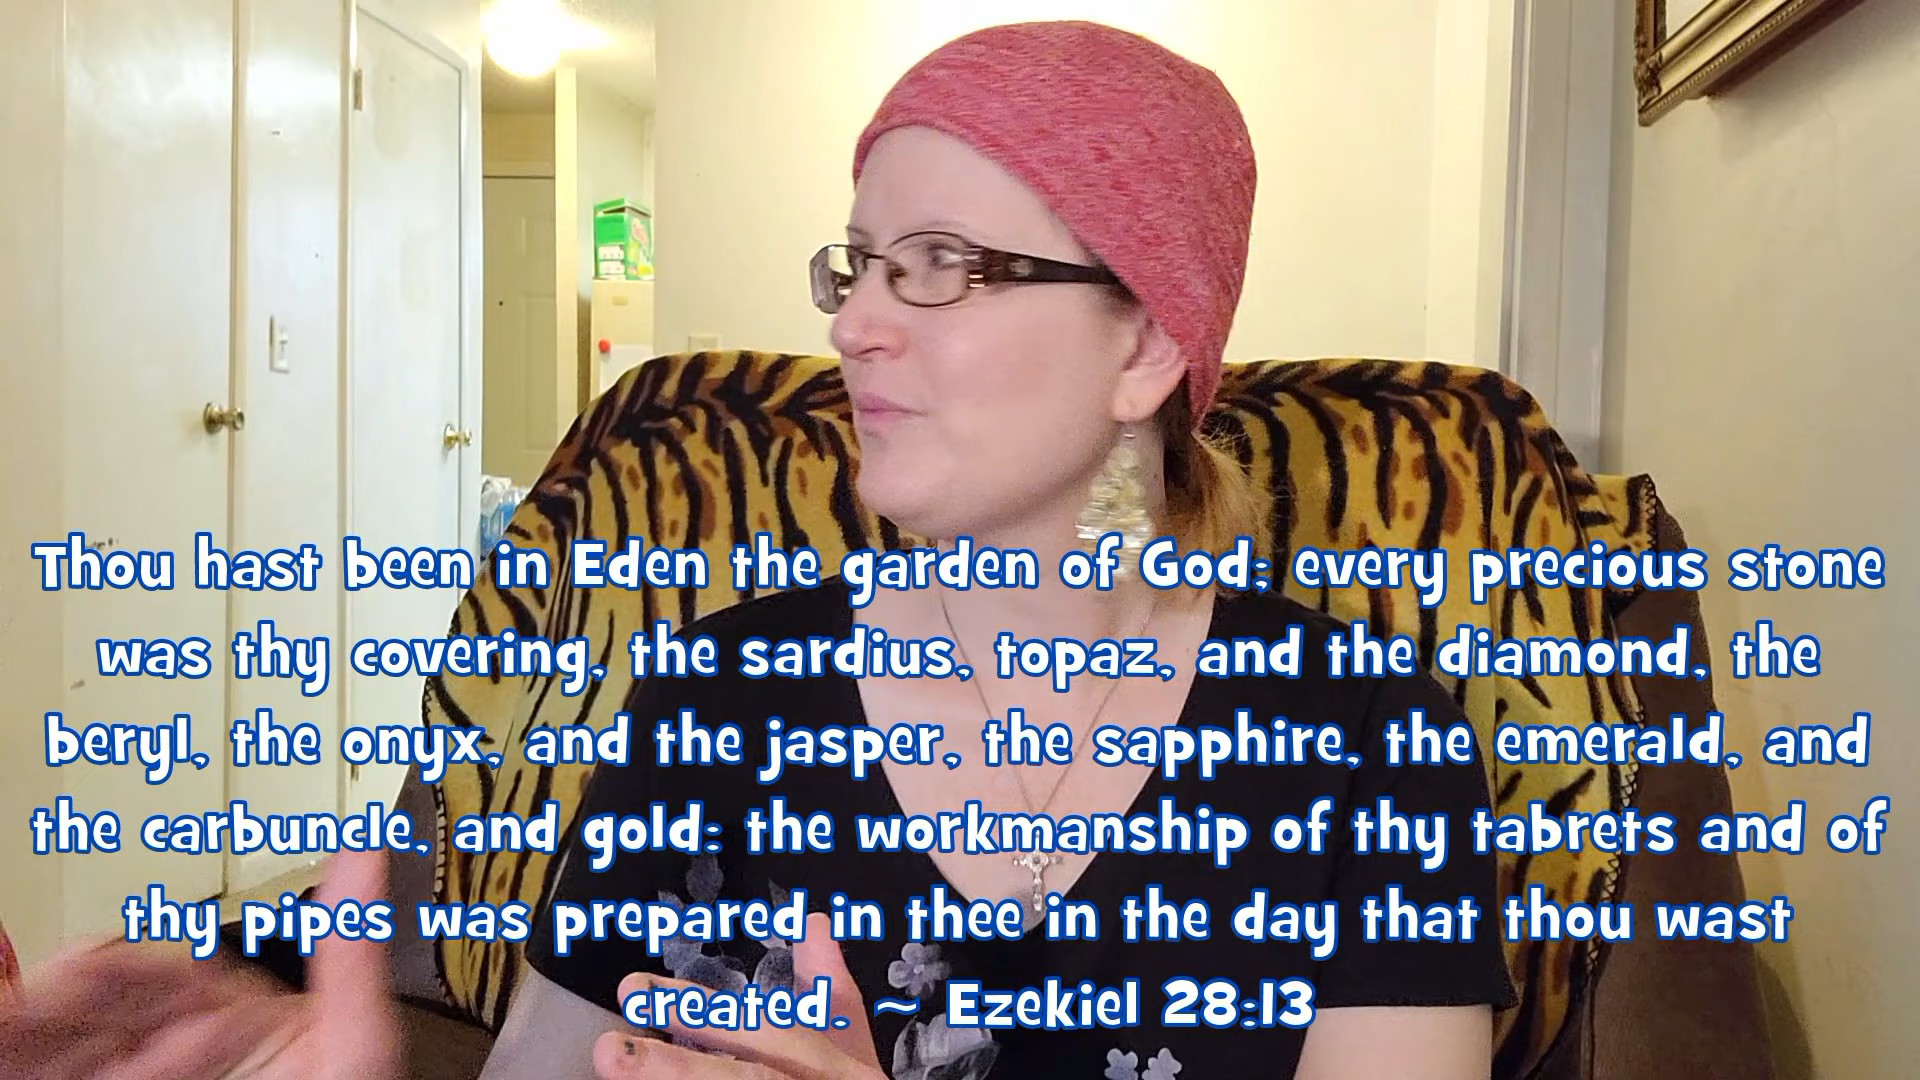 Thou hast been in Eden the garden of God; every precious stone
was thy covering, the sardius, topaz, and the diamond, the
beryl, the onyx, and the jasper, the sapphire, the emerald, and
the carbuncle, and gold: the workmanship of thy tabrets and of
thy pipes was prepared in thee in the day that thou wast
created. ~ Ezekiel 28:13